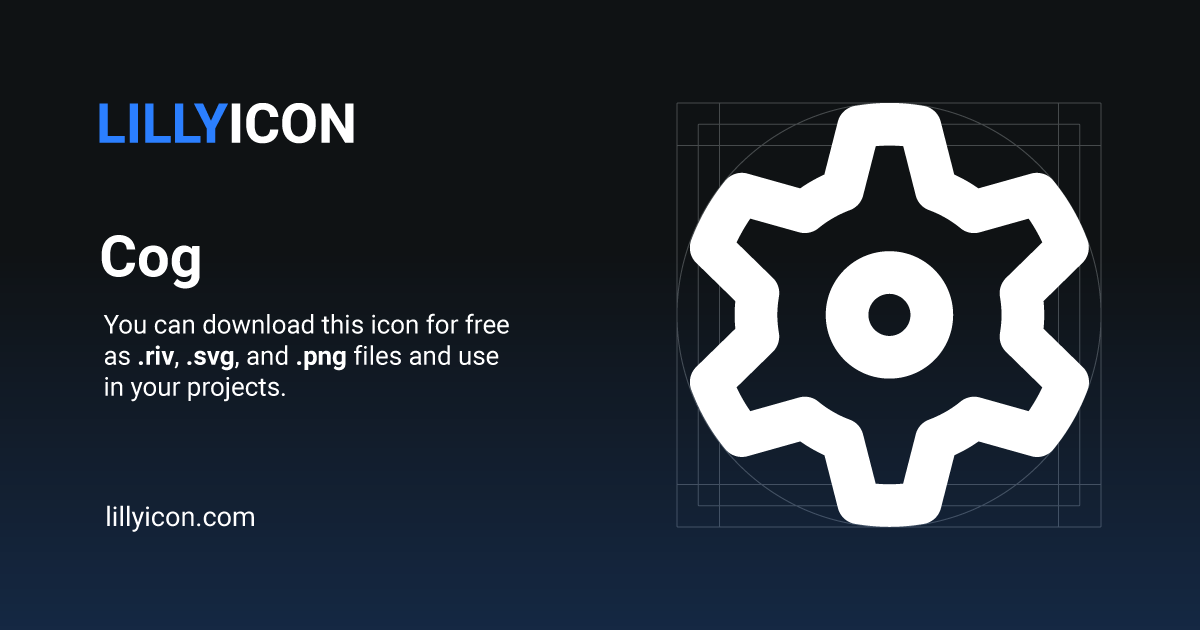 LILLYICON
Cog
You can download this icon for free
as .riv, .svg, and .png files and use
in your projects.
lillyicon.com